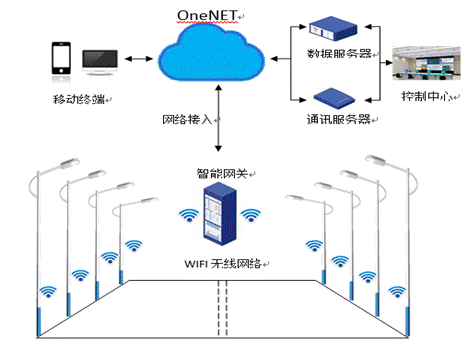 OneNET
移动终端
数据服务器
通讯服务器
控制中心
网络接入
智能网关
WIFI 无线网络